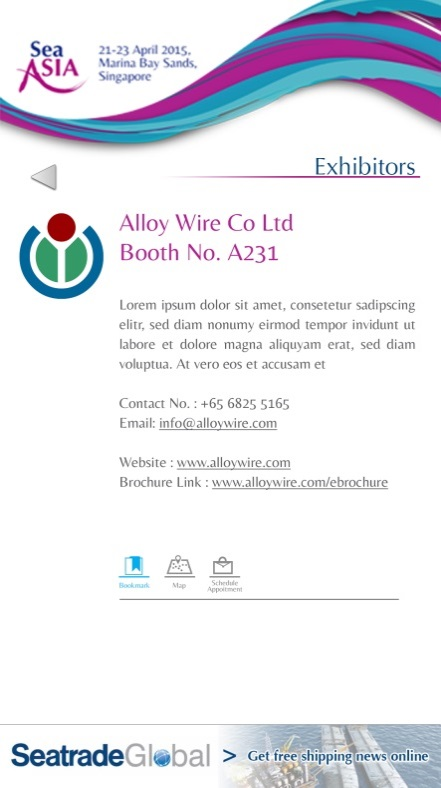 Sea
ASIA
21-23 April 2015,
Marina Bay Sands,
Singapore
Exhibitors
Alloy Wire Co Ltd
Booth No. A231
Lorem ipsum dolor sit amet, consetetur sadipscing
elitr, sed diam nonumy eirmod tempor invidunt ut
labore et dolore magna aliquyam erat, sed diam
voluptua. At vero eos et accusam et
Contact No. : +65 6825 5165
Email: info@alloywire.com
Website : www.alloywire.com
Brochure Link : www.alloywire.com/ebrochure
Bookmark
Map
Schedule
Appoitment
SeatradeGlobal > Get free shipping news online